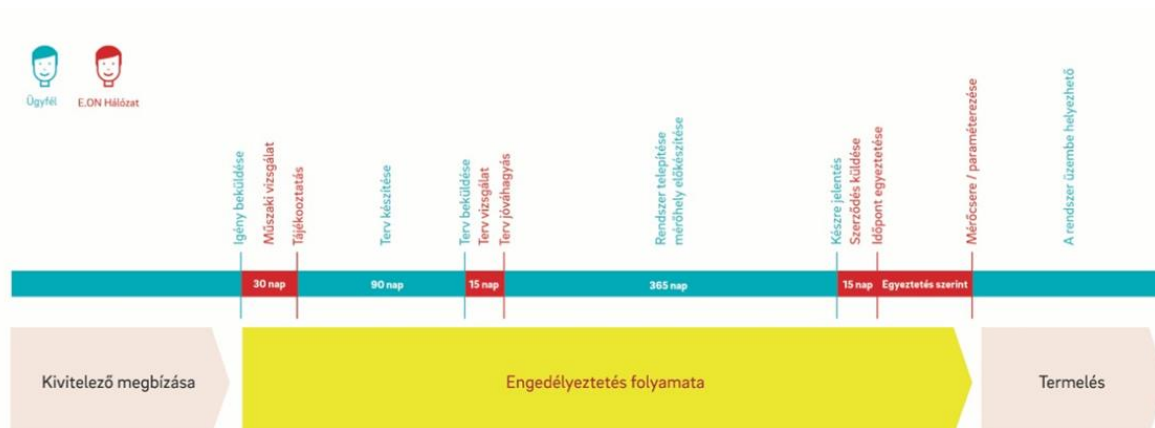 Ügyfél
E.ON Hálózat
Igény beküldése
Műszaki vizsgálat
Tájékooztatás
Terv készítése
Terv beküldése
Terv vizsgálat
Terv jóváhagyás
Rendszer telepítése
mérőhely előkészítése
Készre jelentés
Szerződés küldése
Időpont egyeztetése
Mérőcsere / paraméterezése
A rendszer üzembe helyezhető
30 nap
90 nap
15 nap
365 nap
15 nap
Egyeztetés szerint
Kivitelező megbízása
Engedélyeztetés folyamata
Termelés